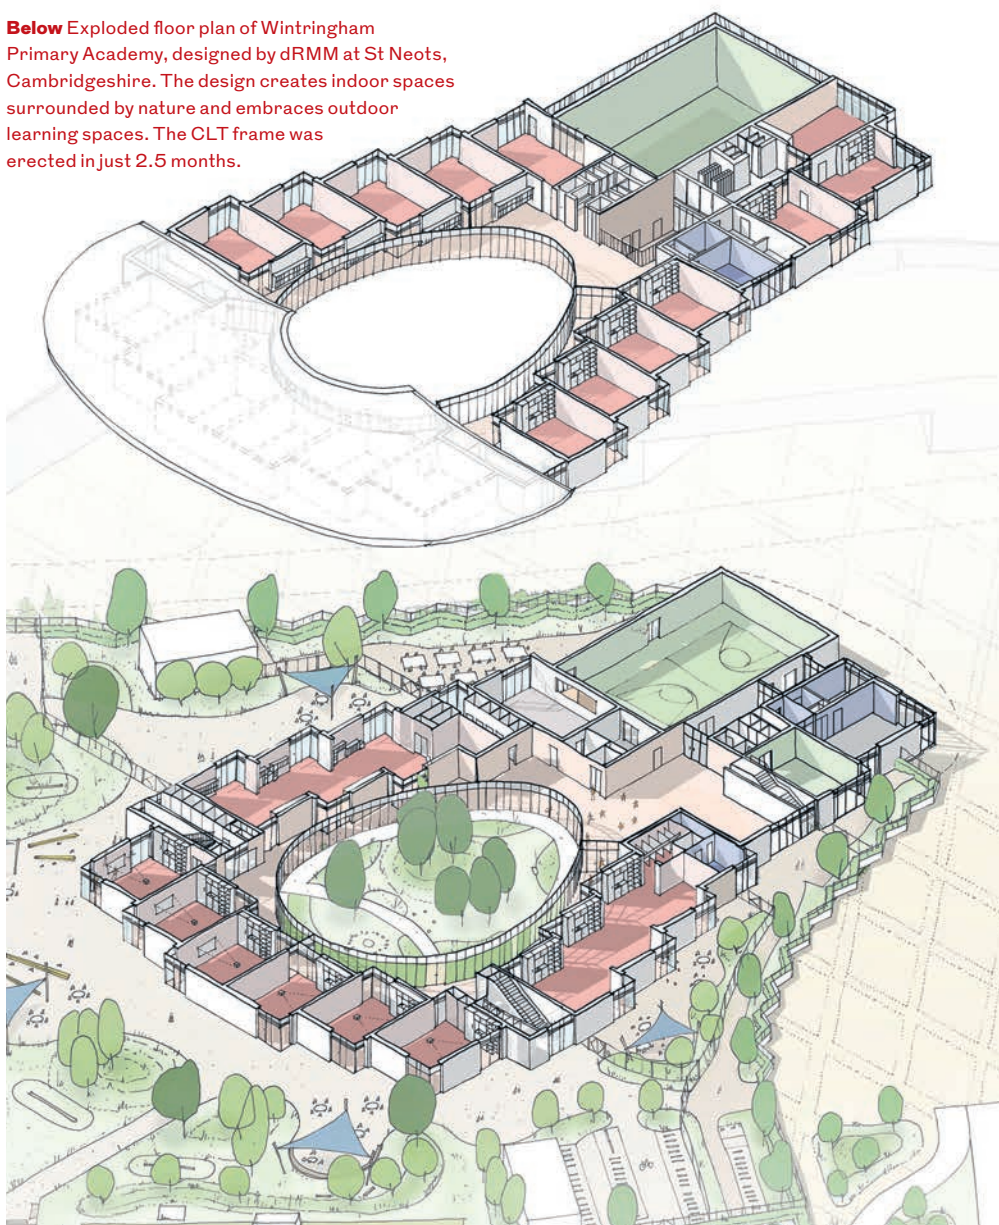 Below Exploded floor plan of Wintringham
Primary Academy, designed by dRMM at St Neots,
Cambridgeshire. The design creates indoor spaces
surrounded by nature and embraces outdoor
learning spaces. The CLT frame was
erected in just 2.5 months.